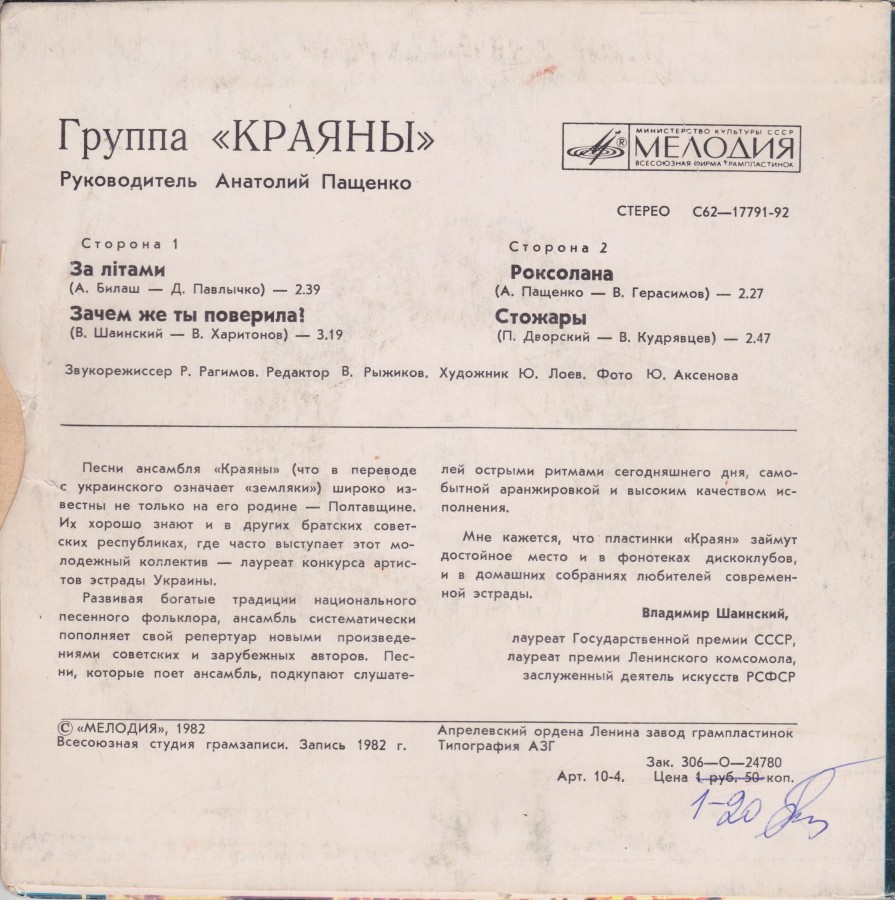 Группа «КРАЯНЫ»
Руководитель Анатолий Пащенко
МИНИСТЕРСТВО КУЛЬТУРЫ СССР
® МЕЛОДИЯ
ВСЕСОЮЗНАЯ ФИРМА ГРАМПЛАСТИНОК
СТЕРЕО С62—17791-92
Сторона 1
За лiтами
(А. Билаш — Д. Павлычко) — 2.39
Зачем же ты поверила?
(В. Шаинский — В. Харитонов) — 3.19
Сторона 2
Роксолана
(А. Пащенко — В. Герасимов) — 2.27
Стожары
(П. Дворский — В. Кудрявцев) — 2.47
Звукорежиссер Р. Рагимов. Редактор В. Рыжиков. Художник Ю. Лоев. Фото Ю. Аксенова
Песни ансамбля «Краяны» (что в переводе
с украинского означает «земляки») широко из-
вестны не только на его родине — Полтавщине.
Их хорошо знают и в других братских совет-
ских республиках, где часто выступает этот мо-
лодежный коллектив — лауреат конкурса артис-
тов эстрады Украины.
Развивая богатые традиции национального
песенного фольклора, ансамбль систематически
пополняет свой репертуар новыми произведе-
ниями советских и зарубежных авторов. Пес-
ни, которые поет ансамбль, подкупают слушате-
лей острыми ритмами сегодняшнего дня, само-
бытной аранжировкой и высоким качеством ис-
полнения.
Мне кажется, что пластинки «Краян» займут
достойное место и в фонотеках дискоклубов,
и в домашних собраниях любителей современ-
ной эстрады.
Владимир Шаинский,
лауреат Государственной премии СССР,
лауреат премии Ленинского комсомола,
заслуженный деятель искусств РСФСР
© «МЕЛОДИЯ», 1982
Всесоюзная студия грамзаписи. Запись 1982 г.
Апрелевский ордена Ленина завод грампластинок
Типография АЗГ
Зак. 306—О—24780
Арт. 10-4. Цена 1 руб. 50 коп.
1-20